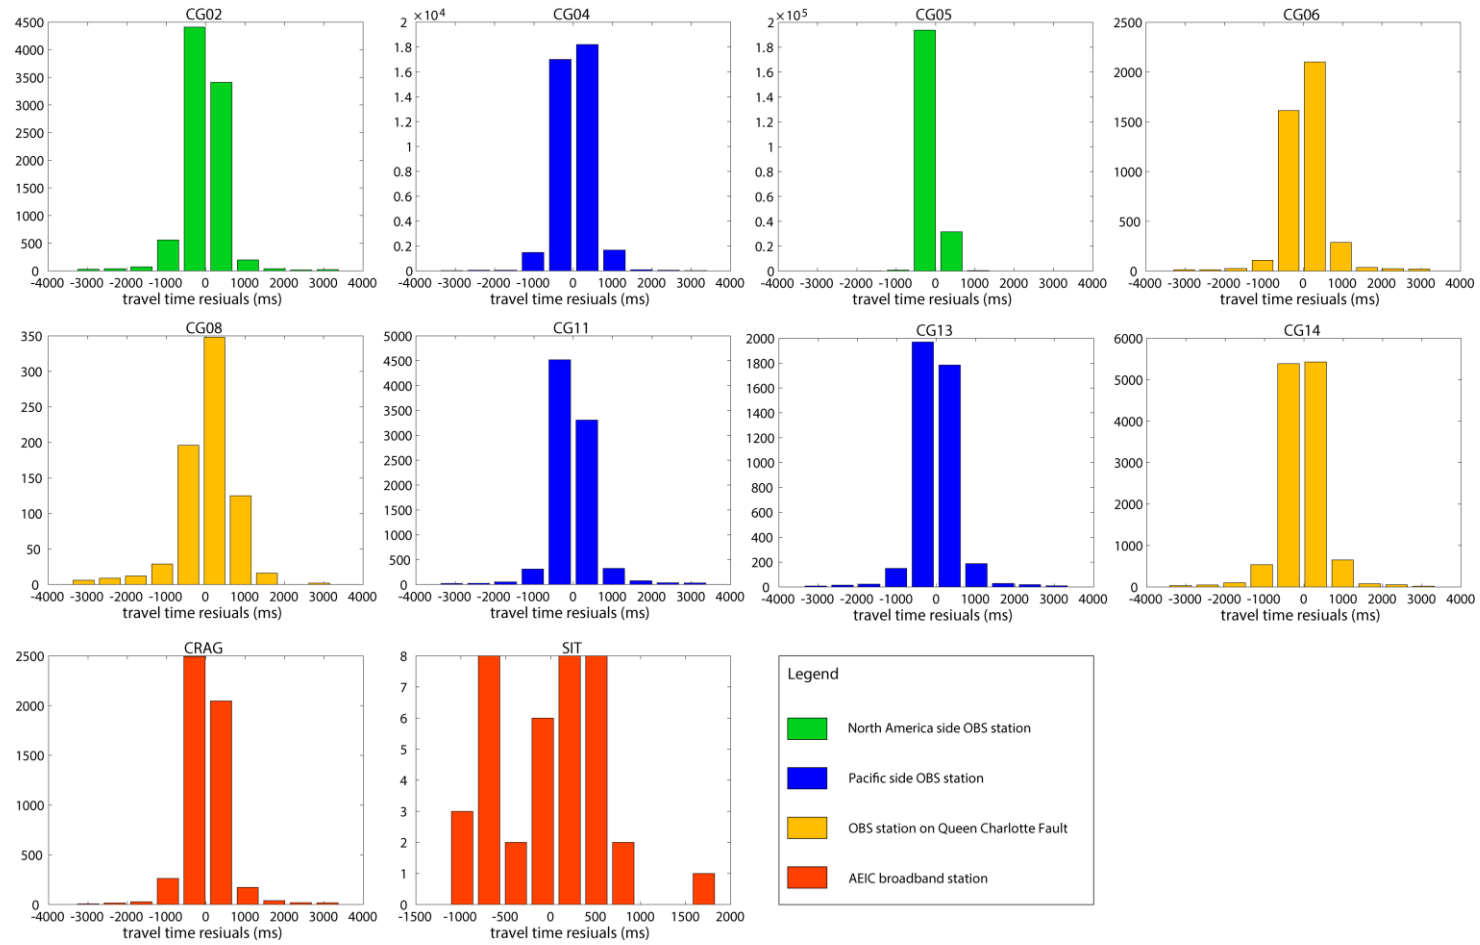 CG02
4500
4000
3500
3000
2500
2000
1500
1000
500
0
-4000 -3000 -2000 -1000 0 1000 2000 3000 4000
travel time resiuals (ms)
CG04
×10⁴
2
1.8
1.6
1.4
1.2
1
0.8
0.6
0.4
0.2
0
-4000 -3000 -2000 -1000 0 1000 2000 3000 4000
travel time resiuals (ms)
CG05
×10⁵
2
1.8
1.6
1.4
1.2
1
0.8
0.6
0.4
0.2
0
-4000 -3000 -2000 -1000 0 1000 2000 3000 4000
travel time resiuals (ms)
CG06
2500
2000
1500
1000
500
0
-4000 -3000 -2000 -1000 0 1000 2000 3000 4000
travel time resiuals (ms)
CG08
350
300
250
200
150
100
50
0
-4000 -3000 -2000 -1000 0 1000 2000 3000 4000
travel time resiuals (ms)
CG11
5000
4500
4000
3500
3000
2500
2000
1500
1000
500
0
-4000 -3000 -2000 -1000 0 1000 2000 3000 4000
travel time resiuals (ms)
CG13
2000
1800
1600
1400
1200
1000
800
600
400
200
0
-4000 -3000 -2000 -1000 0 1000 2000 3000 4000
travel time resiuals (ms)
CG14
6000
5000
4000
3000
2000
1000
0
-4000 -3000 -2000 -1000 0 1000 2000 3000 4000
travel time resiuals (ms)
CRAG
2500
2000
1500
1000
500
0
-4000 -3000 -2000 -1000 0 1000 2000 3000 4000
travel time resiuals (ms)
SIT
8
7
6
5
4
3
2
1
0
-1500 -1000 -500 0 500 1000 1500 2000
travel time resiuals (ms)
Legend
North America side OBS station
Pacific side OBS station
OBS station on Queen Charlotte Fault
AEIC broadband station